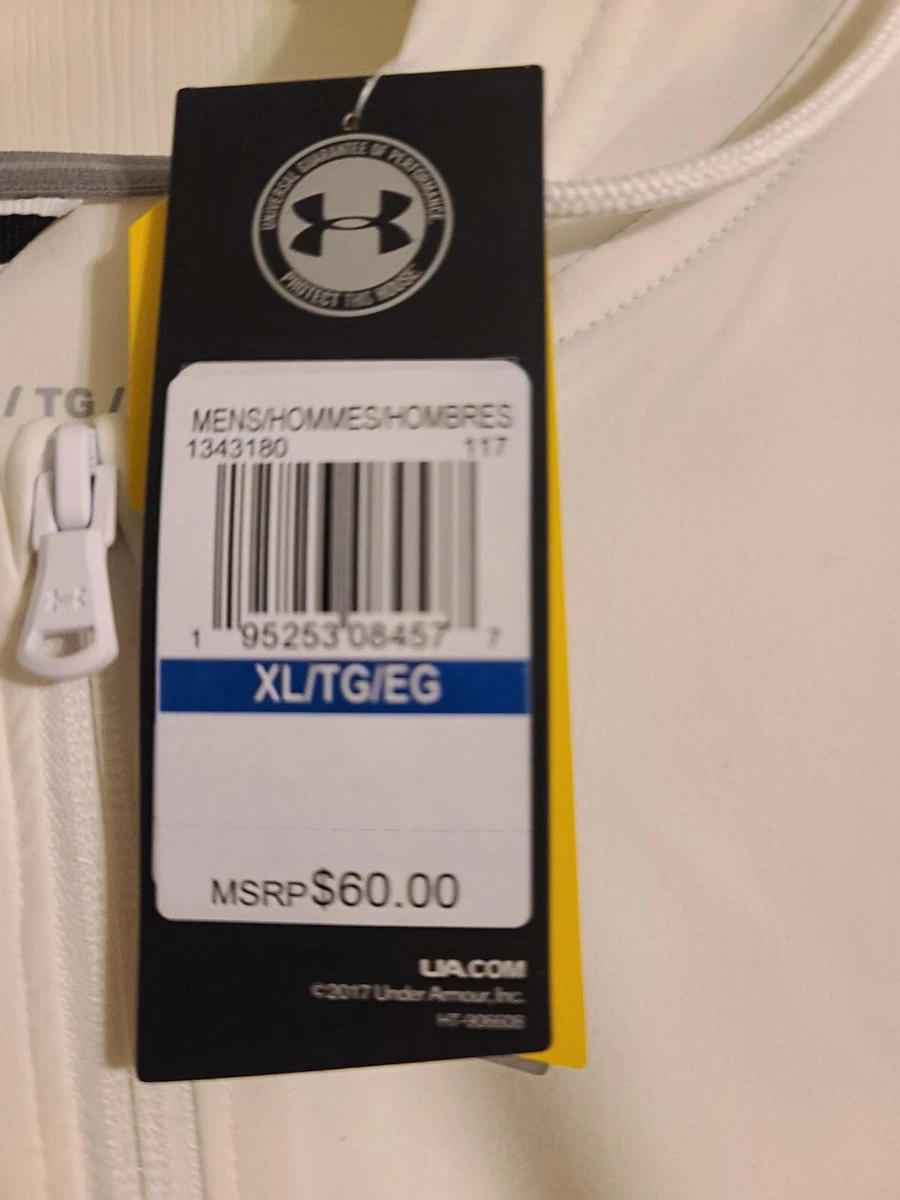 UNIVERSAL GUARANTEE OF PERFORMANCE
PROTECT THIS HOUSE
/ TG /
MENS/HOMMES/HOMBRES
1343180 117
1 95253 08457 7
XL/TG/EG
MSRP $60.00
UA.COM
©2017 Under Armour, Inc.